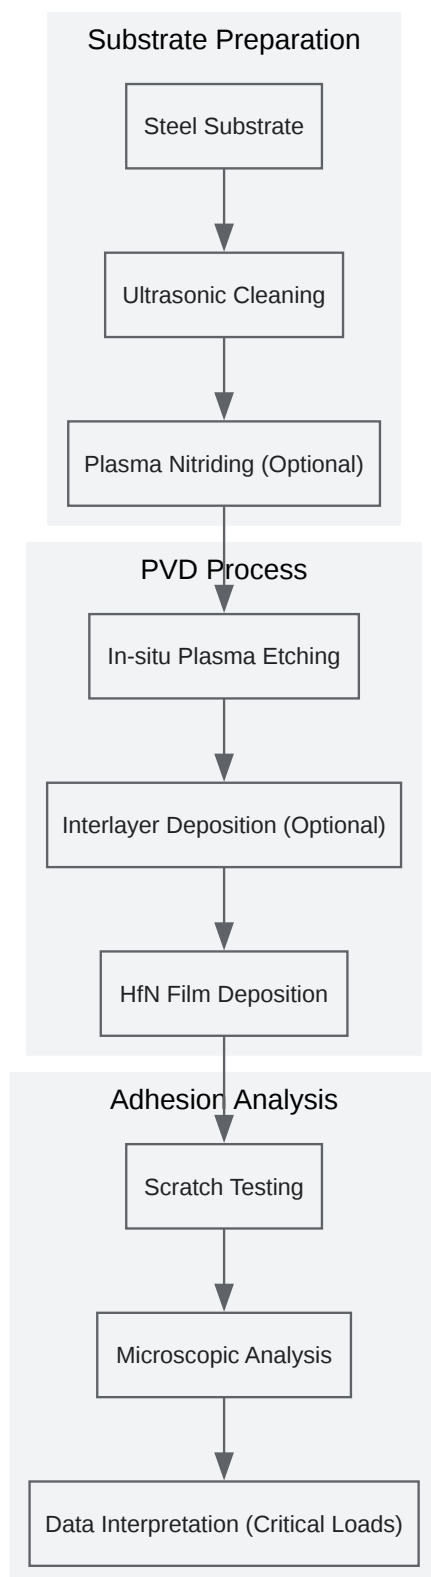 Substrate Preparation
Steel Substrate
Ultrasonic Cleaning
Plasma Nitriding (Optional)
PVD Process
In-situ Plasma Etching
Interlayer Deposition (Optional)
HfN Film Deposition
Adhesion Analysis
Scratch Testing
Microscopic Analysis
Data Interpretation (Critical Loads)